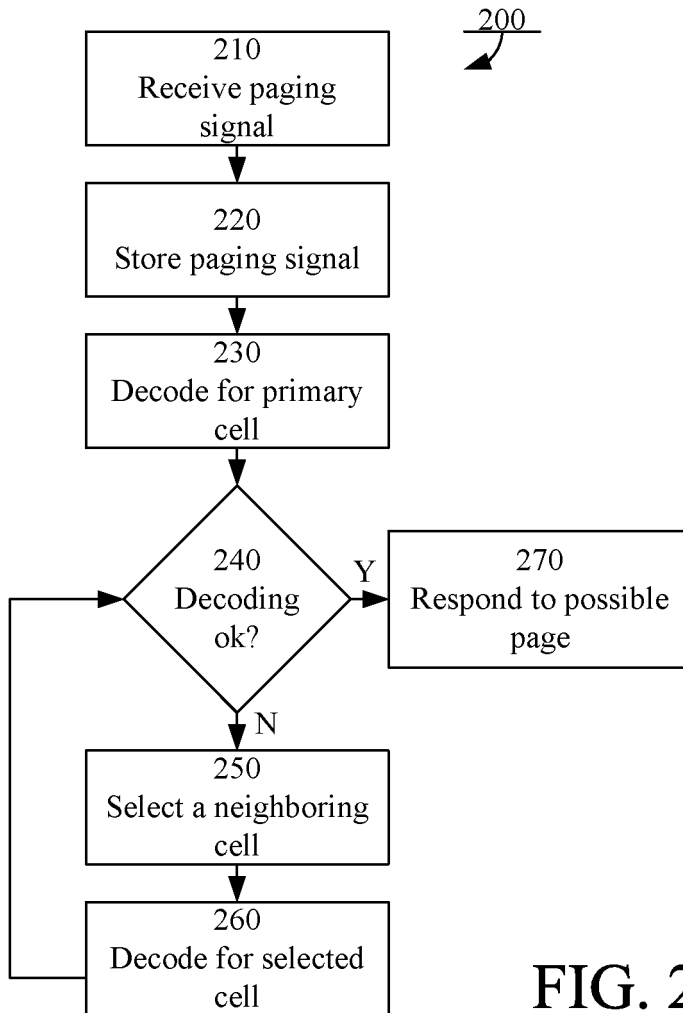 200
210
Receive paging
signal
220
Store paging signal
230
Decode for primary
cell
240
Decoding
ok?
Y
270
Respond to possible
page
N
250
Select a neighboring
cell
260
Decode for selected
cell
FIG. 2